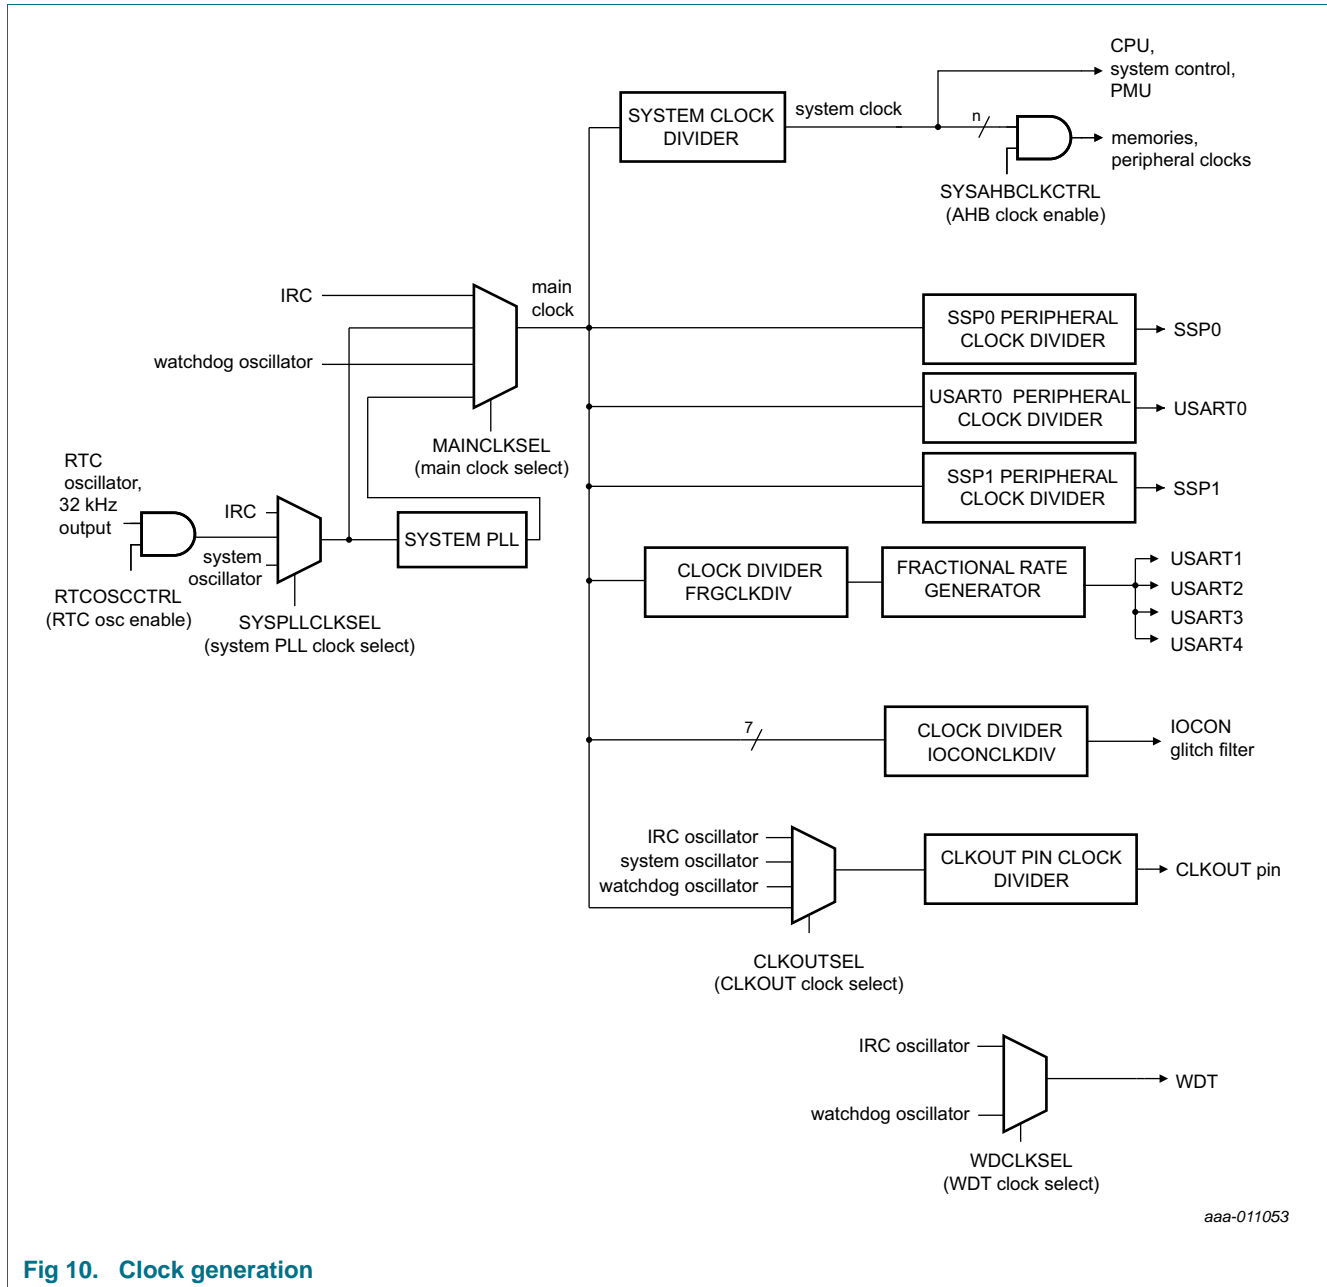 CPU,
system control,
PMU
SYSTEM CLOCK
DIVIDER
system clock
n
memories,
peripheral clocks
SYSAHBCLKCTRL
(AHB clock enable)
IRC
main
clock
watchdog oscillator
MAINCLKSEL
(main clock select)
SSP0 PERIPHERAL
CLOCK DIVIDER
SSP0
USART0 PERIPHERAL
CLOCK DIVIDER
USART0
SSP1 PERIPHERAL
CLOCK DIVIDER
SSP1
RTC
oscillator,
32 kHz
output
RTCOSCCTRL
(RTC osc enable)
IRC
system
oscillator
SYSPLLCLKSEL
(system PLL clock select)
SYSTEM PLL
CLOCK DIVIDER
FRGCLKDIV
FRACTIONAL RATE
GENERATOR
USART1
USART2
USART3
USART4
7
CLOCK DIVIDER
IOCONCLKDIV
IOCON
glitch filter
IRC oscillator
system oscillator
watchdog oscillator
CLKOUTSEL
(CLKOUT clock select)
CLKOUT PIN CLOCK
DIVIDER
CLKOUT pin
IRC oscillator
watchdog oscillator
WDCLKSEL
(WDT clock select)
WDT
aaa-011053
Fig 10. Clock generation